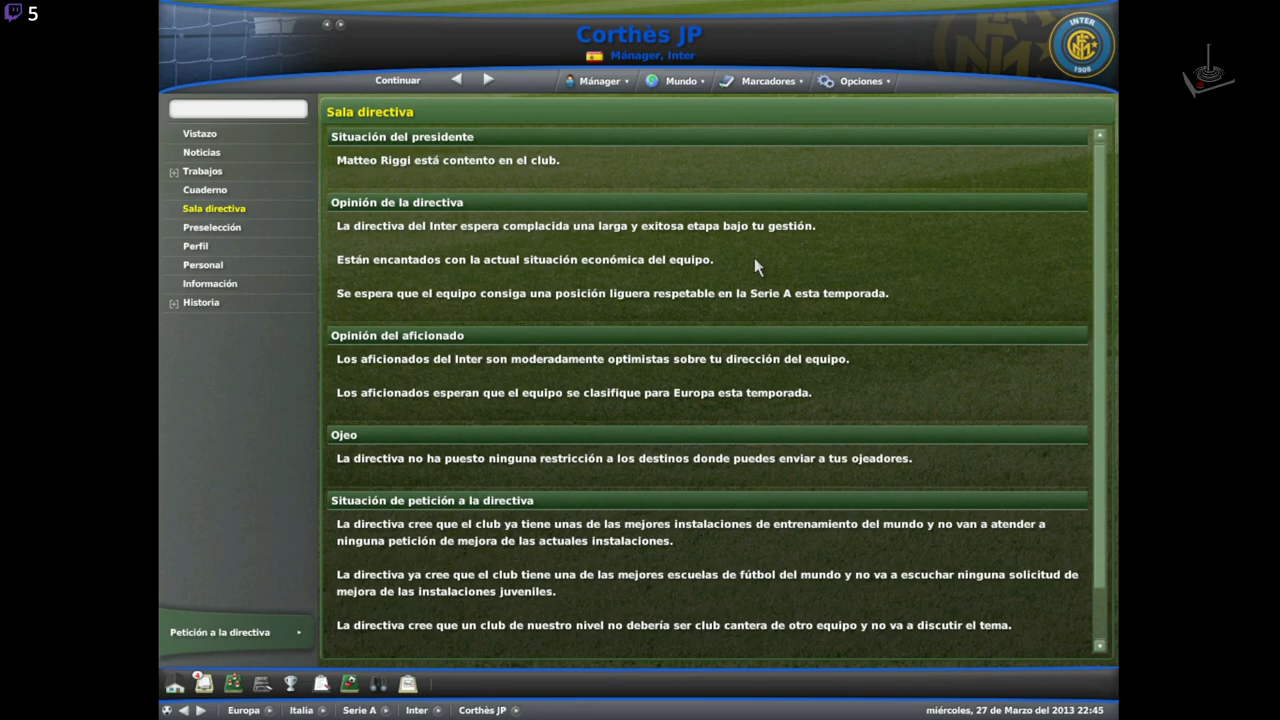 5
Corthès JP
Mánager, Inter
INTER
1908
Continuar
Mánager
Mundo
Marcadores
Opciones
Vistazo
Noticias
[+] Trabajos
Cuaderno
Sala directiva
Preselección
Perfil
Personal
Información
[+] Historia
Petición a la directiva
Sala directiva
Situación del presidente
Matteo Riggi está contento en el club.
Opinión de la directiva
La directiva del Inter espera complacida una larga y exitosa etapa bajo tu gestión.
Están encantados con la actual situación económica del equipo.
Se espera que el equipo consiga una posición liguera respetable en la Serie A esta temporada.
Opinión del aficionado
Los aficionados del Inter son moderadamente optimistas sobre tu dirección del equipo.
Los aficionados esperan que el equipo se clasifique para Europa esta temporada.
Ojeo
La directiva no ha puesto ninguna restricción a los destinos donde puedes enviar a tus ojeadores.
Situación de petición a la directiva
La directiva cree que el club ya tiene unas de las mejores instalaciones de entrenamiento del mundo y no van a atender a
ninguna petición de mejora de las actuales instalaciones.
La directiva ya cree que el club tiene una de las mejores escuelas de fútbol del mundo y no va a escuchar ninguna solicitud de
mejora de las instalaciones juveniles.
La directiva cree que un club de nuestro nivel no debería ser club cantera de otro equipo y no va a discutir el tema.
4
Europa
Italia
Serie A
Inter
Corthès JP
miércoles, 27 de Marzo del 2013 22:45